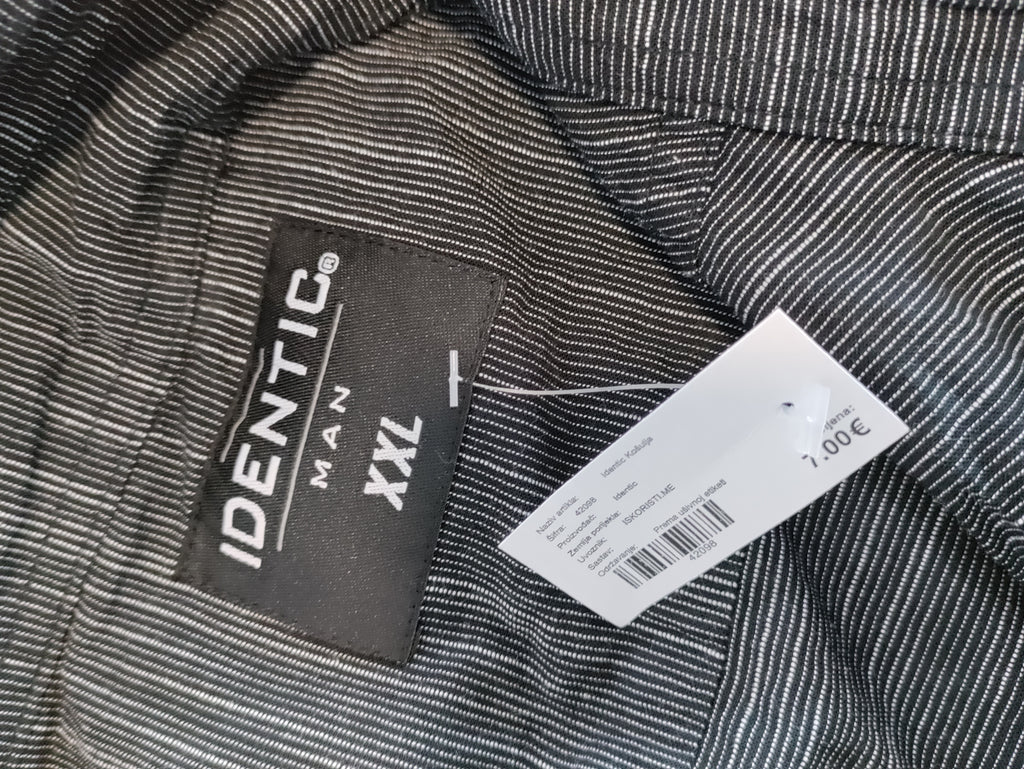 IDENTIC®
MAN
XXL
Naziv artikla: Identic Košulja
Šifra: 42098
Proizvođač: Identic
Zemlja porijekla:
Uvoznik: ISKORISTI.ME
Sastav:
Održavanje: Prema ušivnoj etiketi
42098
.00€